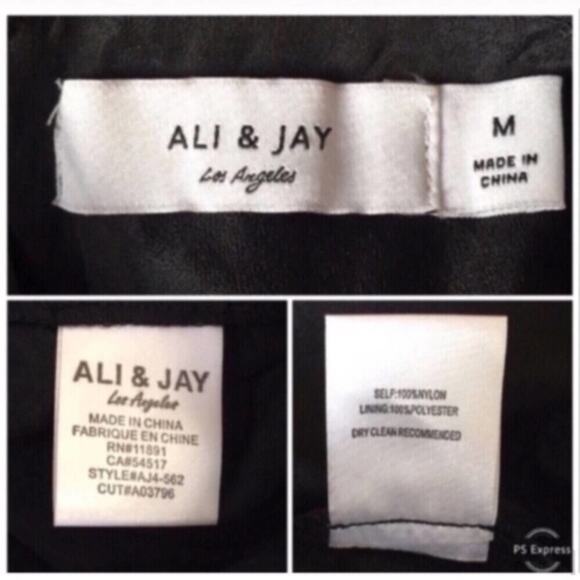 ALI & JAY
Los Angeles
M
MADE IN
CHINA
ALI & JAY
Los Angeles
MADE IN CHINA
FABRIQUE EN CHINE
RN#11891
CA#54517
STYLE#AJ4-562
CUT#A03796
SELF:100%NYLON
LINING:100%POLYESTER
DRY CLEAN RECOMMENDED
PS Express